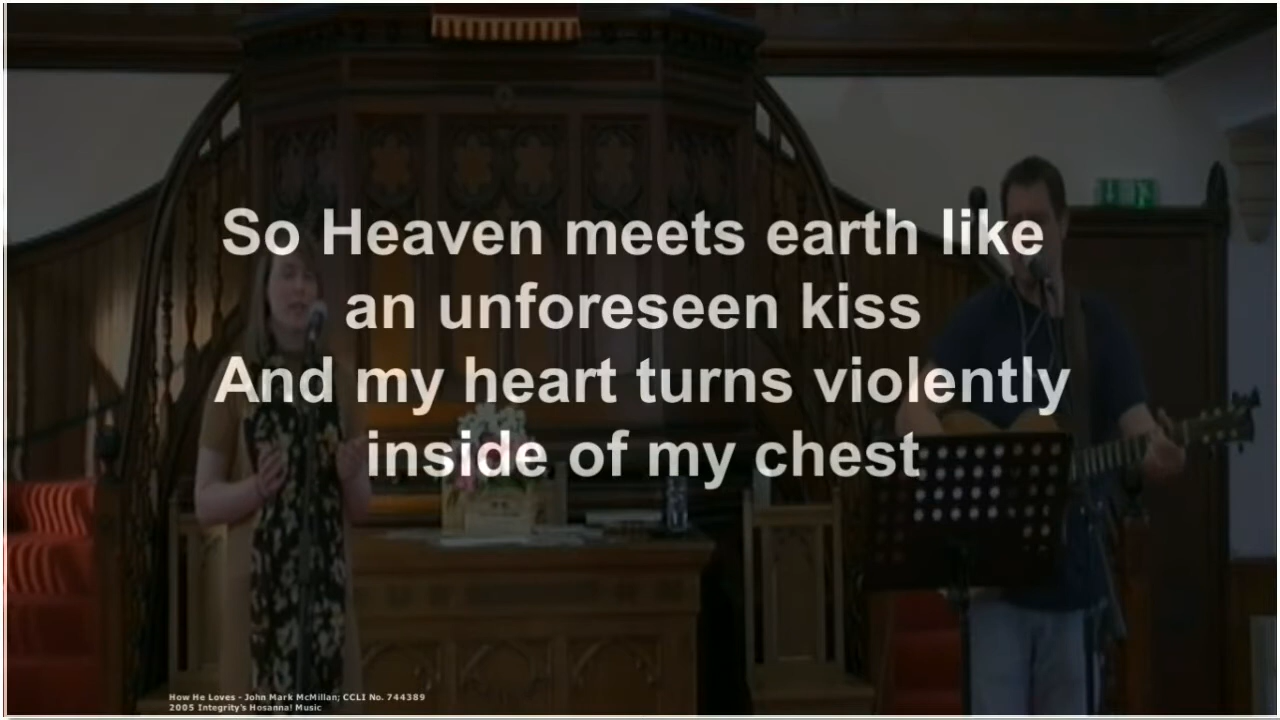 So Heaven meets earth like
an unforeseen kiss
And my heart turns violently
inside of my chest
How He Loves - John Mark McMillan; CCLI No. 744389
2005 Integrity's Hosanna! Music